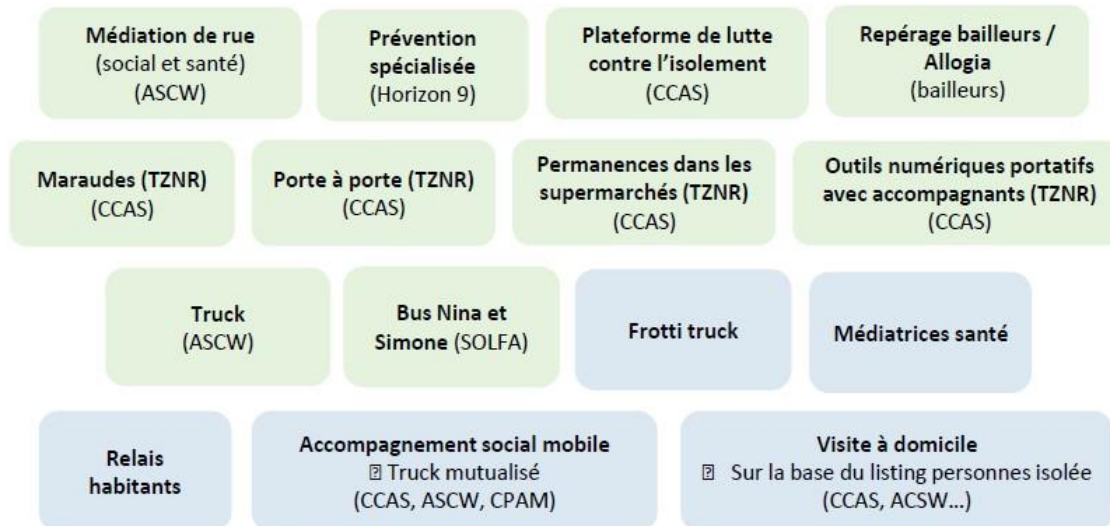 Médiation de rue
(social et santé)
(ASCW)
Prévention
spécialisée
(Horizon 9)
Plateforme de lutte
contre l’isolement
(CCAS)
Repérage bailleurs /
Allogia
(bailleurs)
Maraudes (TZNR)
(CCAS)
Porte à porte (TZNR)
(CCAS)
Permanences dans les
supermarchés (TZNR)
(CCAS)
Outils numériques portatifs
avec accompagnants (TZNR)
(CCAS)
Truck
(ASCW)
Bus Nina et
Simone (SOLFA)
Frotti truck
Médiatrices santé
Relais
habitants
Accompagnement social mobile
⍰ Truck mutualisé
(CCAS, ASCW, CPAM)
Visite à domicile
⍰ Sur la base du listing personnes isolée
(CCAS, ACSW...)